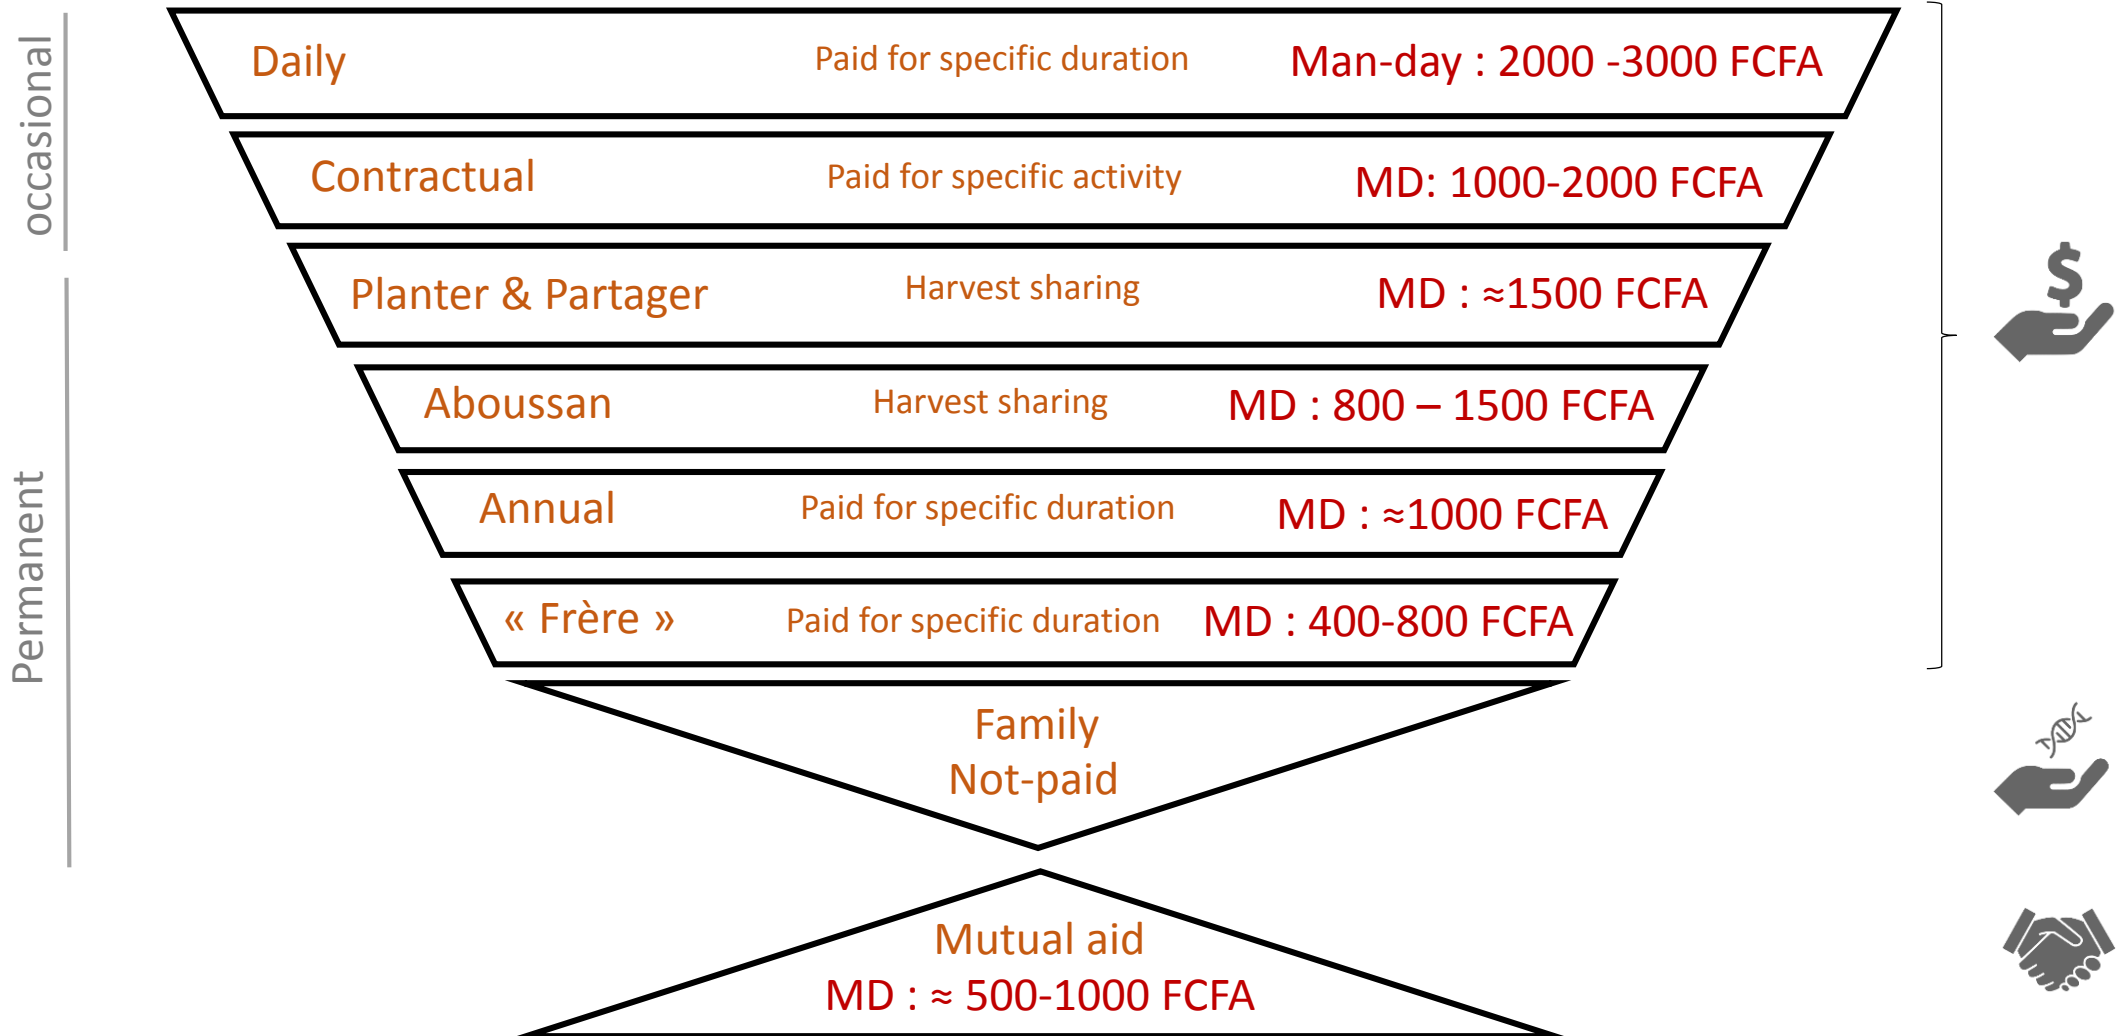 occasional
Daily
Paid for specific duration
Man-day : 2000 -3000 FCFA
Contractual
Paid for specific activity
MD: 1000-2000 FCFA
Permanent
Planter & Partager
Harvest sharing
MD : ≈1500 FCFA
Aboussan
Harvest sharing
MD : 800 – 1500 FCFA
Annual
Paid for specific duration
MD : ≈1000 FCFA
« Frère »
Paid for specific duration
MD : 400-800 FCFA
Family
Not-paid
Mutual aid
MD : ≈ 500-1000 FCFA